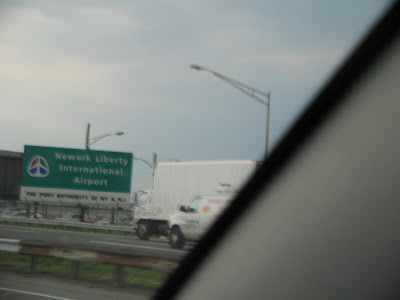 Newark Liberty
International
Airport
THE PORT AUTHORITY OF NY & NJ